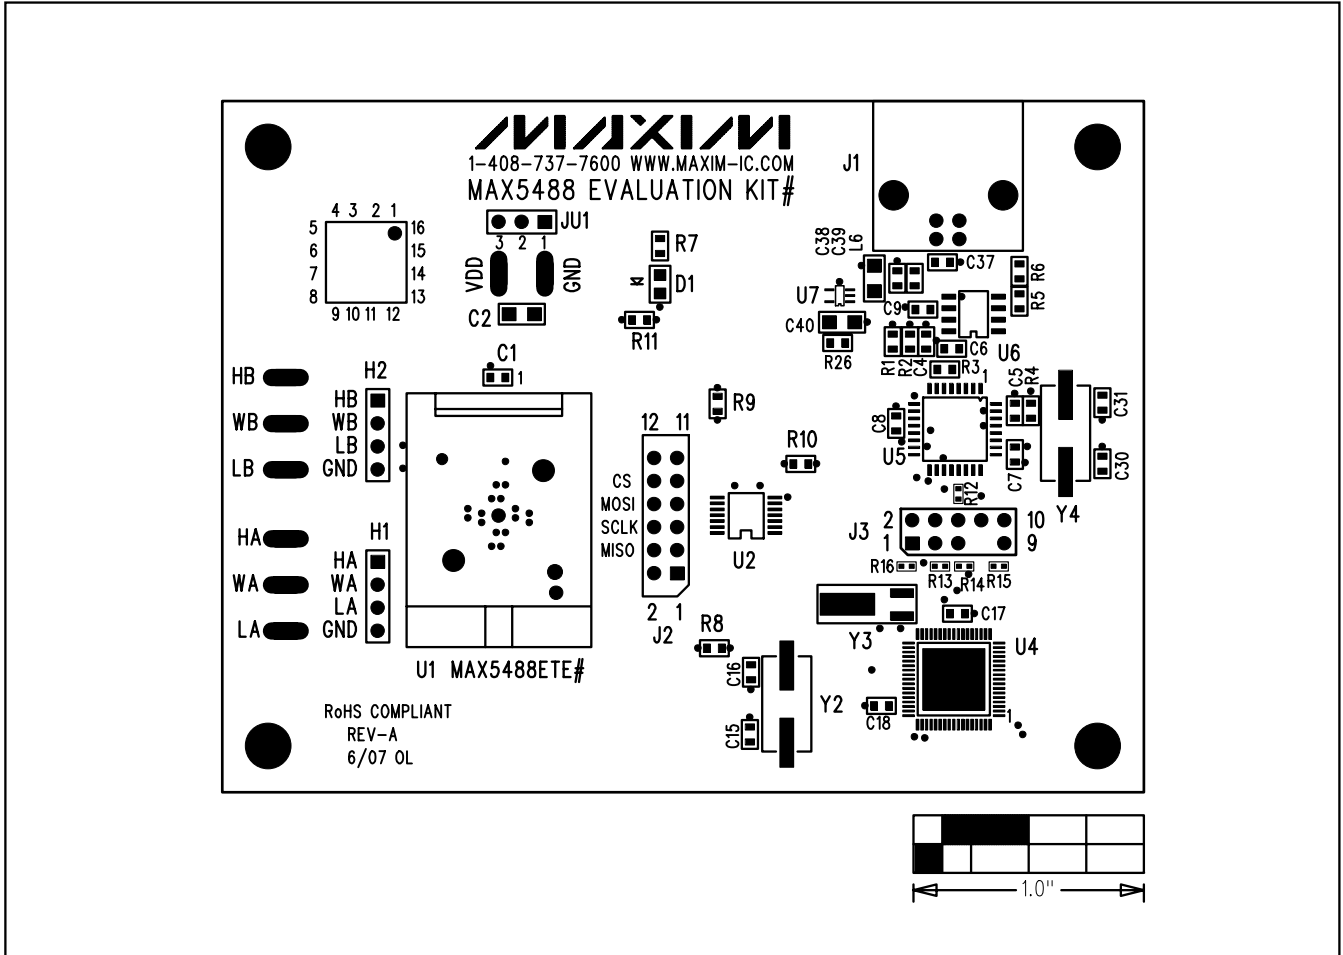 MAXIM
1-408-737-7600 WWW.MAXIM-IC.COM
MAX5488 EVALUATION KIT#
J1
4 3 2 1
5 16
6 15
7 14
8 13
9 10 11 12
JU1
3 2 1
VDD
GND
C2
R7
D1
R11
C38
C39
L6
C37
R6
R5
U7
C9
C40
R26
R1
R2
C4
C6
R3
U6
C1
1
HB
WB
LB
H2
HB
WB
LB
GND
HA
WA
LA
H1
HA
WA
LA
GND
U1 MAX5488ETE#
R9
R10
12 11
CS
MOSI
SCLK
MISO
2 1
J2
U2
R8
1
C5
R4
C31
C8
U5
C7
C30
R12
Y4
J3
2 10
1 9
R16
R13
R14
R15
Y3
C17
U4
C16
C15
Y2
C18
1
RoHS COMPLIANT
REV-A
6/07 OL
1.0"